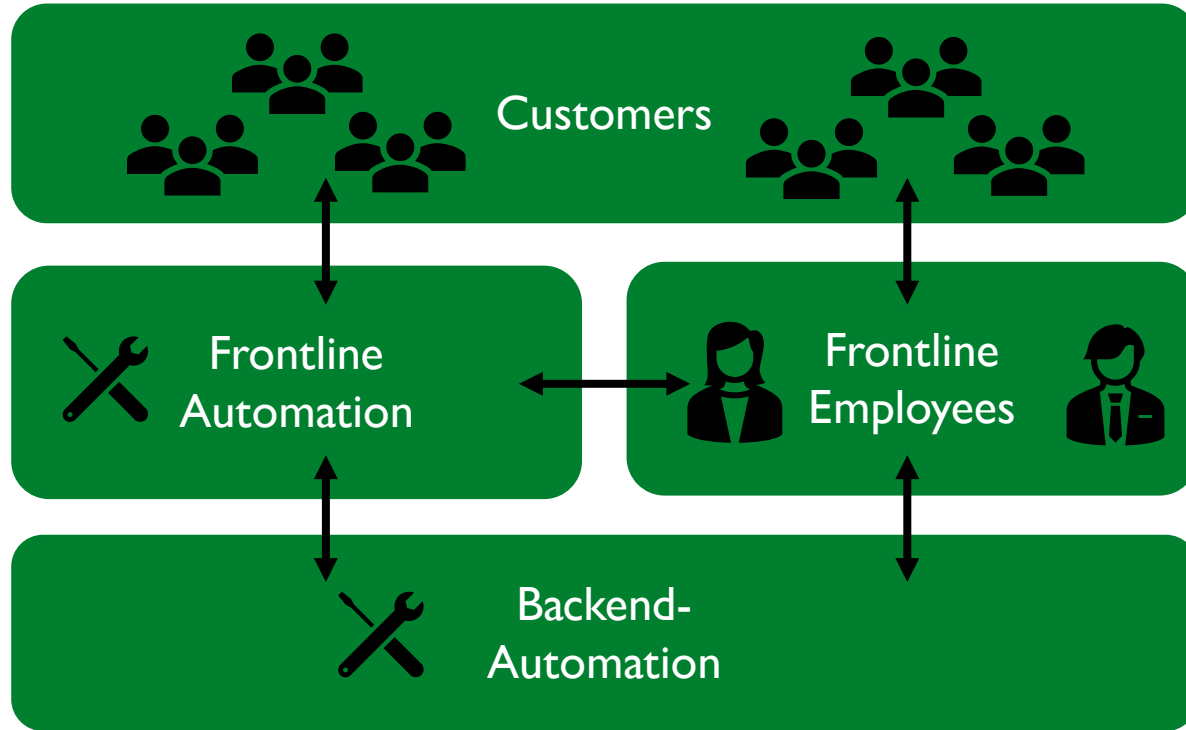 Customers
Frontline
Automation
Frontline
Employees
Backend-
Automation